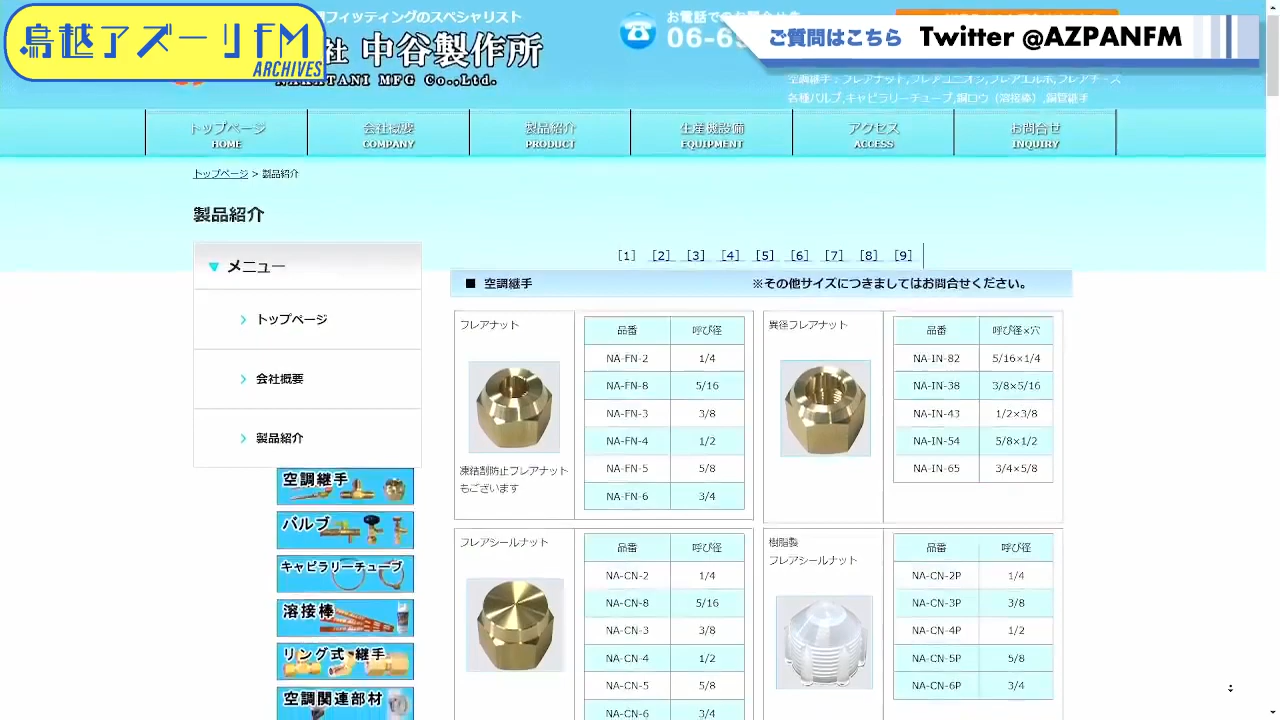 鳥越アズーリFM
ARCHIVES
フィッティングのスペシャリスト
社 中谷製作所
NAKATANI MFG Co.,Ltd.
お電話でのお問合せ先
06-6
ご質問はこちら Twitter @AZPANFM
空調継手：フレアナット,フレアユニオン,フレアエルボ,フレアチーズ
各種バルブ,キャピラリーチューブ,銅ロウ（溶接棒）,銅管継手
トップページ 会社概要 製品紹介 生産機設備 アクセス お問合せ
HOME COMPANY PRODUCT EQUIPMENT ACCESS INQUIRY
トップページ > 製品紹介
製品紹介
メニュー
トップページ
会社概要
製品紹介
空調継手
バルブ
キャピラリーチューブ
溶接棒
リング式 継手
空調関連部材
[1] [2] [3] [4] [5] [6] [7] [8] [9]
■ 空調継手 ※その他サイズにつきましてはお問合せください。
フレアナット
凍結割防止フレアナット
もございます
品番 呼び径
NA-FN-2 1/4
NA-FN-8 5/16
NA-FN-3 3/8
NA-FN-4 1/2
NA-FN-5 5/8
NA-FN-6 3/4
異径フレアナット
品番 呼び径×穴
NA-IN-82 5/16×1/4
NA-IN-38 3/8×5/16
NA-IN-43 1/2×3/8
NA-IN-54 5/8×1/2
NA-IN-65 3/4×5/8
フレアシールナット
品番 呼び径
NA-CN-2 1/4
NA-CN-8 5/16
NA-CN-3 3/8
NA-CN-4 1/2
NA-CN-5 5/8
NA-CN-6 3/4
樹脂製
フレアシールナット
品番 呼び径
NA-CN-2P 1/4
NA-CN-3P 3/8
NA-CN-4P 1/2
NA-CN-5P 5/8
NA-CN-6P 3/4